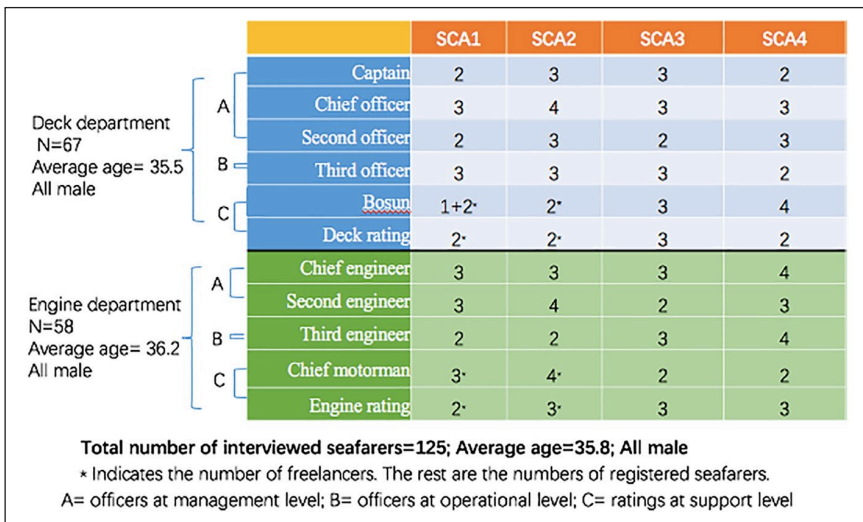 SCA1 SCA2 SCA3 SCA4
Captain 2 3 3 2
Chief officer 3 4 3 3
Second officer 2 3 2 3
Third officer 3 3 3 2
Bosun 1+2* 2* 3 4
Deck rating 2* 2* 3 2
Chief engineer 3 3 3 4
Second engineer 3 4 2 3
Third engineer 2 2 3 4
Chief motorman 3* 4* 2 2
Engine rating 2* 3* 3 3
Deck department
N=67
Average age= 35.5
All male
A
B
C
Engine department
N=58
Average age= 36.2
All male
A
B
C
Total number of interviewed seafarers=125; Average age=35.8; All male
* Indicates the number of freelancers. The rest are the numbers of registered seafarers.
A= officers at management level; B= officers at operational level; C= ratings at support level